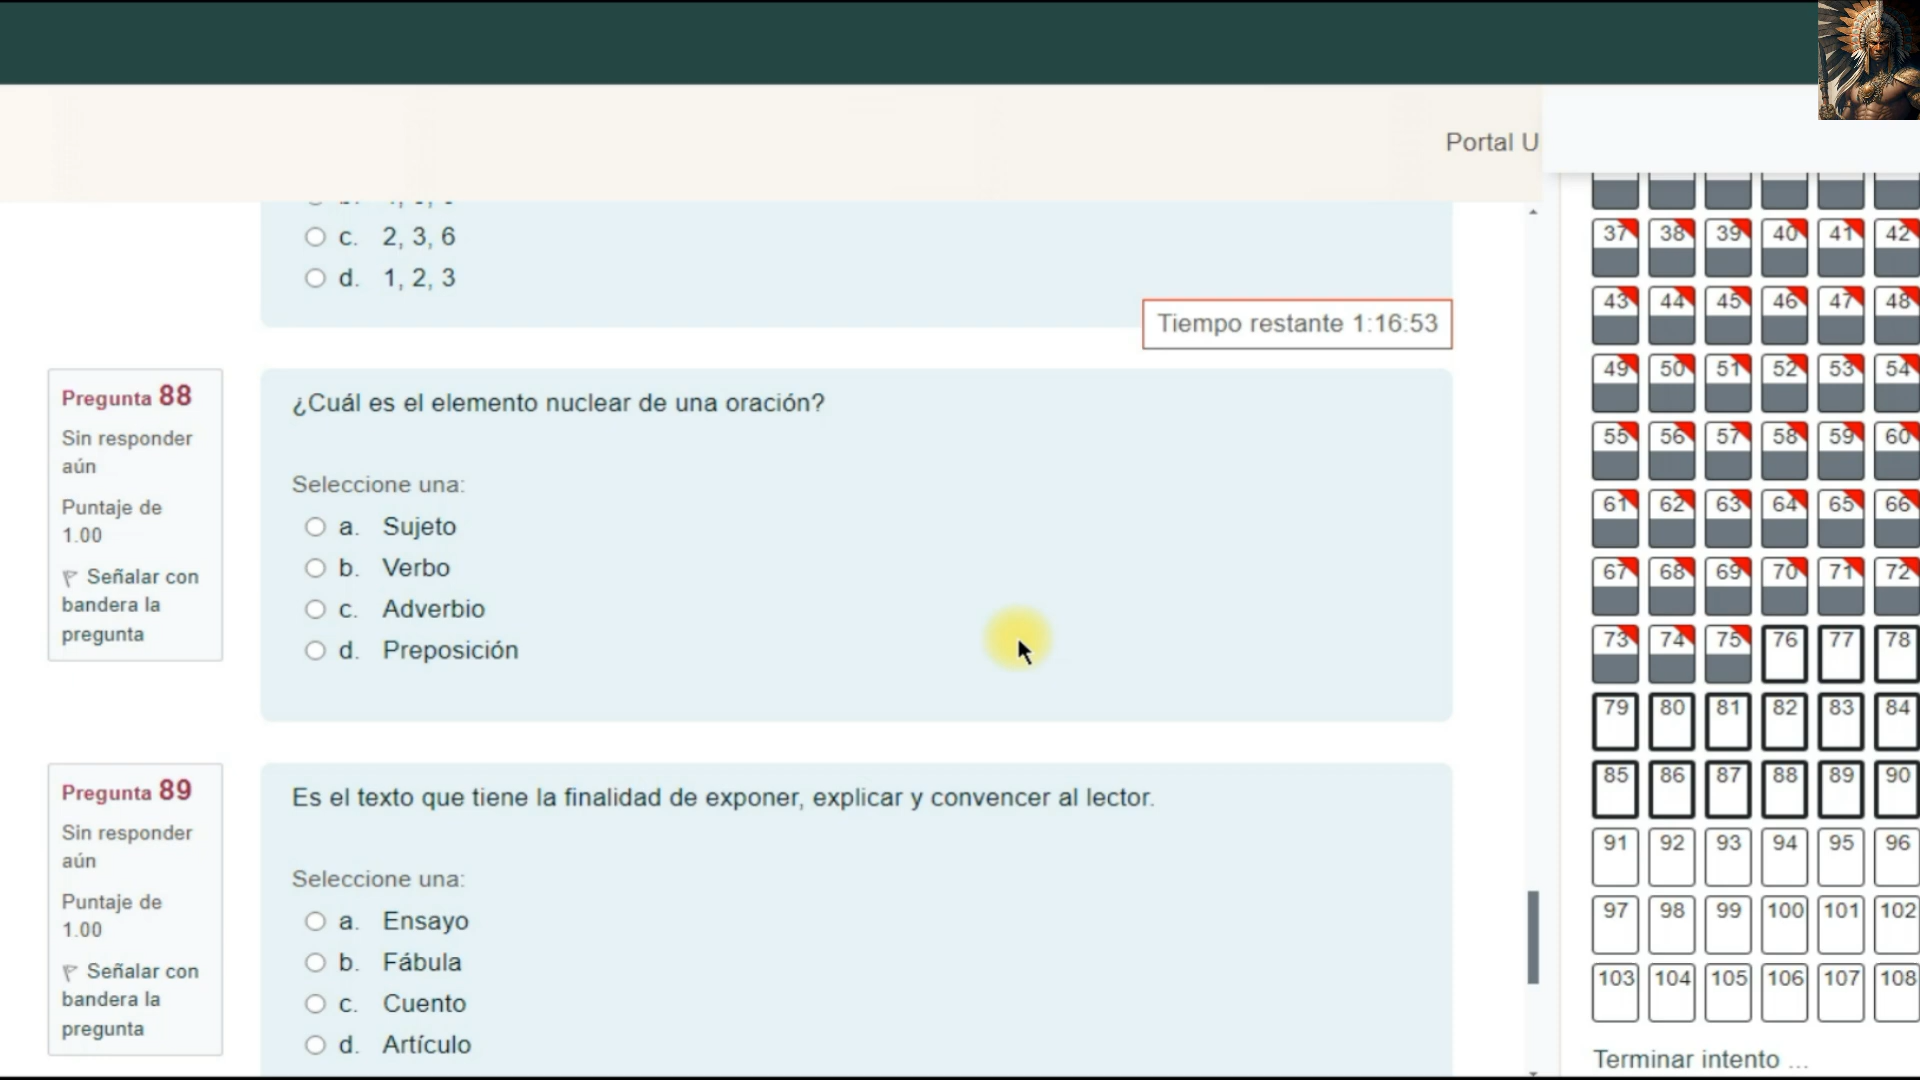 Portal U
c. 2, 3, 6
d. 1, 2, 3
Tiempo restante 1:16:53
Pregunta 88
Sin responder
aún
Puntaje de
1.00
Señalar con
bandera la
pregunta
¿Cuál es el elemento nuclear de una oración?
Seleccione una:
a. Sujeto
b. Verbo
c. Adverbio
d. Preposición
Pregunta 89
Sin responder
aún
Puntaje de
1.00
Señalar con
bandera la
pregunta
Es el texto que tiene la finalidad de exponer, explicar y convencer al lector.
Seleccione una:
a. Ensayo
b. Fábula
c. Cuento
d. Artículo
37 38 39 40 41 42
43 44 45 46 47 48
49 50 51 52 53 54
55 56 57 58 59 60
61 62 63 64 65 66
67 68 69 70 71 72
73 74 75 76 77 78
79 80 81 82 83 84
85 86 87 88 89 90
91 92 93 94 95 96
97 98 99 100 101 102
103 104 105 106 107 108
Terminar intento ...